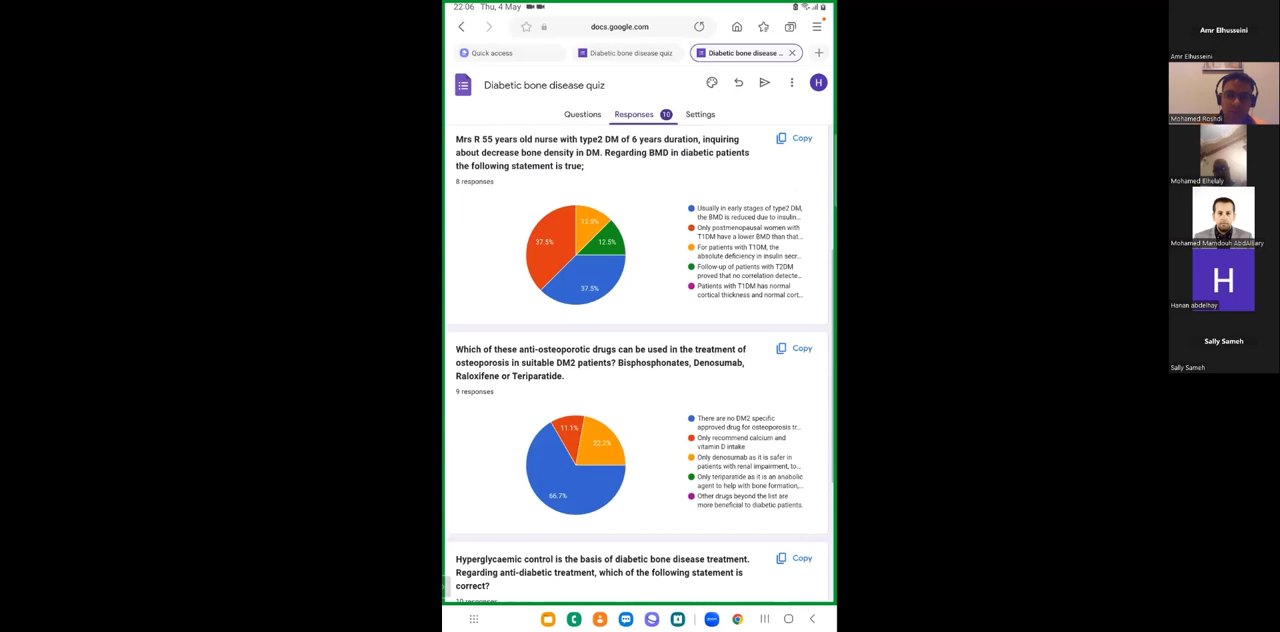 22:06 Thu, 4 May
docs.google.com
Quick access
Diabetic bone disease quiz
Diabetic bone disease ...
Diabetic bone disease quiz
H
Questions
Responses 10
Settings
Mrs R 55 years old nurse with type2 DM of 6 years duration, inquiring
about decrease bone density in DM. Regarding BMD in diabetic patients
the following statement is true;
Copy
8 responses
12.5%
37.5%
12.5%
37.5%
Usually in early stages of type2 DM,
the BMD is reduced due to insulin...
Only postmenopausal women with
T1DM have a lower BMD than that...
For patients with T1DM, the
absolute deficiency in insulin secr...
Follow-up of patients with T2DM
proved that no correlation detecte...
Patients with T1DM has normal
cortical thickness and normal cort...
Which of these anti-osteoporotic drugs can be used in the treatment of
osteoporosis in suitable DM2 patients? Bisphosphonates, Denosumab,
Raloxifene or Teriparatide.
Copy
9 responses
11.1%
22.2%
66.7%
There are no DM2 specific
approved drug for osteoporosis tr...
Only recommend calcium and
vitamin D intake
Only denosumab as it is safer in
patients with renal impairment, to...
Only teriparatide as it is an anabolic
agent to help with bone formation,...
Other drugs beyond the list are
more beneficial to diabetic patients.
Hyperglycaemic control is the basis of diabetic bone disease treatment.
Regarding anti-diabetic treatment, which of the following statement is
correct?
Copy
10 responses
Amr Elhusseini
Amr Elhusseini
Mohamed Roshdi
Mohamed Elhelaly
Mohamed Mamdouh AbdAlBary
H
Hanan abdelhay
Sally Sameh
Sally Sameh